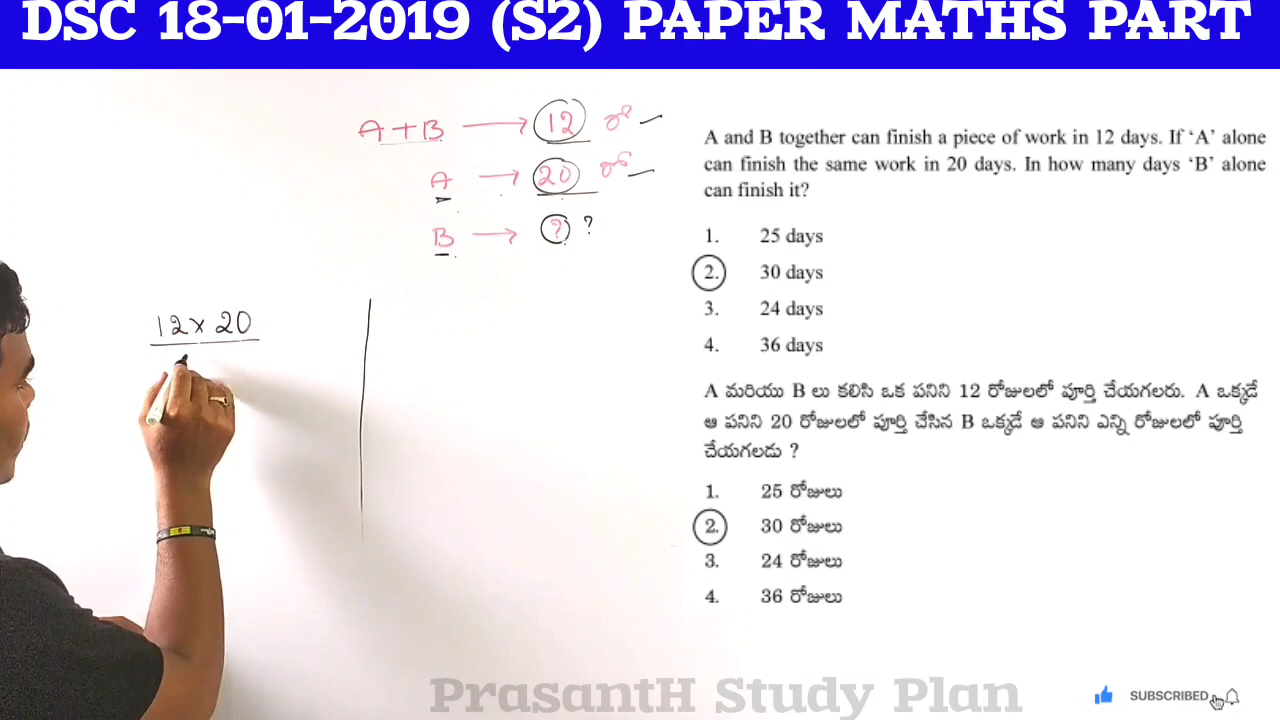 DSC 18-01-2019 (S2) PAPER MATHS PART
A + B → 12 రో
A → 20 రో
B → ? ?
12 x 20
A and B together can finish a piece of work in 12 days. If ‘A’ alone
can finish the same work in 20 days. In how many days ‘B’ alone
can finish it?
1. 25 days
2. 30 days
3. 24 days
4. 36 days
A మరియు B లు కలిసి ఒక పనిని 12 రోజులలో పూర్తి చేయగలరు. A ఒక్కడే
ఆ పనిని 20 రోజులలో పూర్తి చేసిన B ఒక్కడే ఆ పనిని ఎన్ని రోజులలో పూర్తి
చేయగలడు ?
1. 25 రోజులు
2. 30 రోజులు
3. 24 రోజులు
4. 36 రోజులు
PrasantH Study Plan
SUBSCRIBED